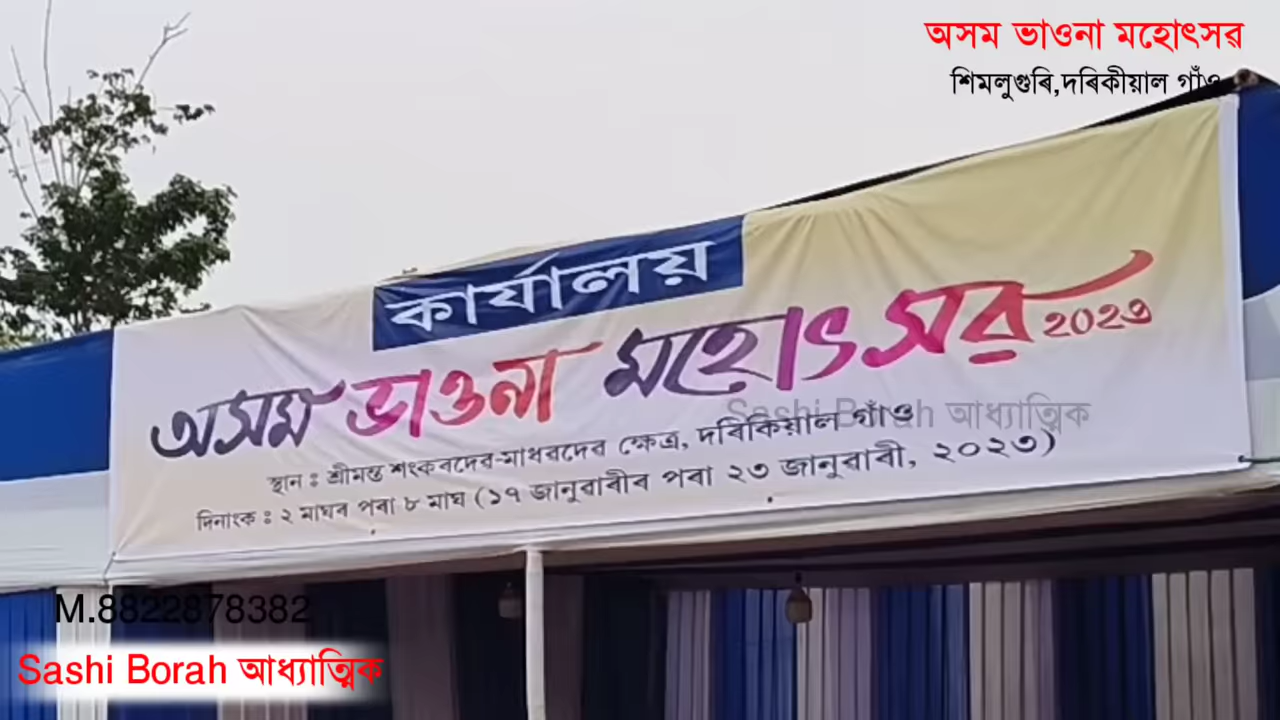 অসম ভাওনা মহোৎসৱ
শিমলুগুৰি,দৰিকীয়াল গাঁও
কাৰ্যালয়
অসম ভাওনা মহোৎসৱ ২০২৩
স্থান : শ্ৰীমন্ত শংকৰদেৱ-মাধৱদেৱ ক্ষেত্ৰ, দৰিকিয়াল গাঁও
দিনাংক : ২ মাঘৰ পৰা ৮ মাঘ (১৭ জানুৱাৰীৰ পৰা ২৩ জানুৱাৰী, ২০২৩)
Sashi Borah আধ্যাত্মিক
M.8822878382
Sashi Borah আধ্যাত্মিক